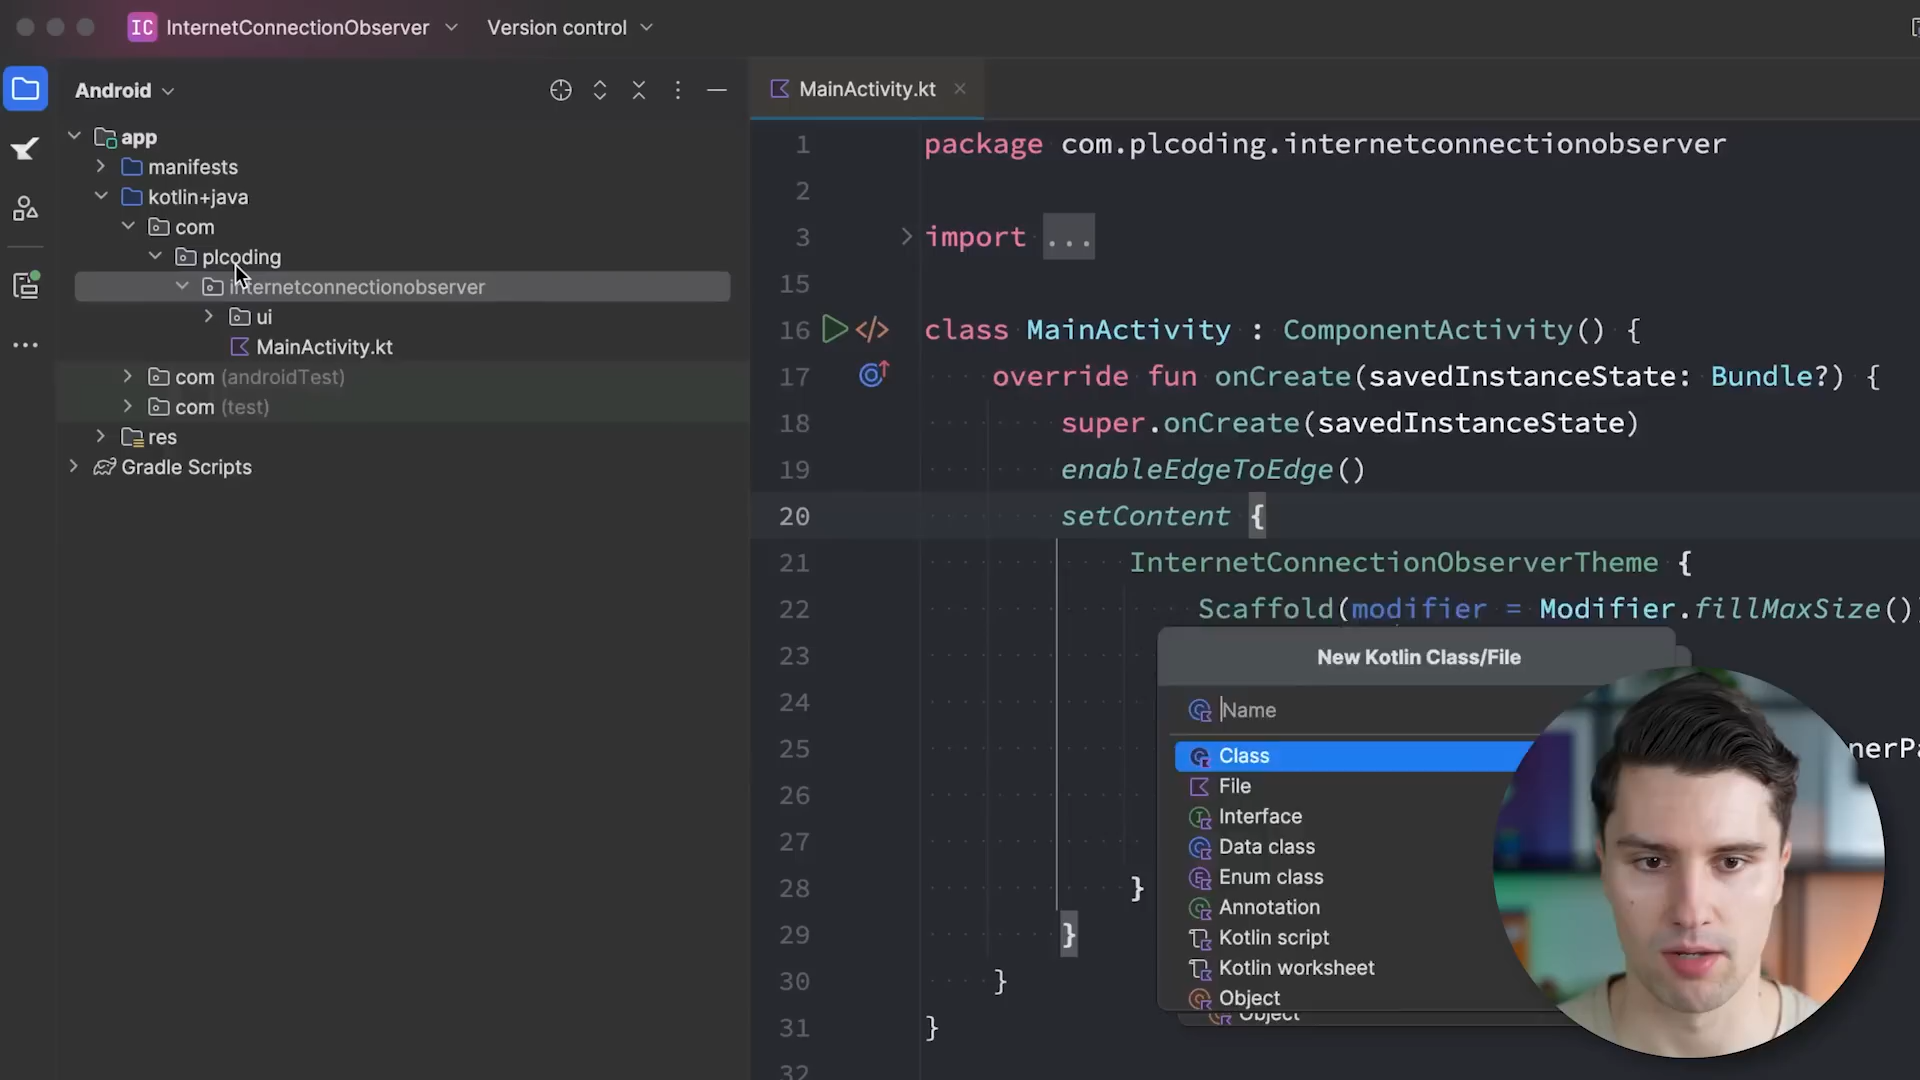 IC InternetConnectionObserver Version control
Android
app
manifests
kotlin+java
com
plcoding
internetconnectionobserver
ui
MainActivity.kt
com (androidTest)
com (test)
res
Gradle Scripts
MainActivity.kt
1 package com.plcoding.internetconnectionobserver
2
3 import ...
15
16 class MainActivity : ComponentActivity() {
17 override fun onCreate(savedInstanceState: Bundle?) {
18 super.onCreate(savedInstanceState)
19 enableEdgeToEdge()
20 setContent {
21 InternetConnectionObserverTheme {
22 Scaffold(modifier = Modifier.fillMaxSize()
23
24
25 nerPa
26
27
28 }
29 }
30 }
31 }
32
New Kotlin Class/File
Name
Class
File
Interface
Data class
Enum class
Annotation
Kotlin script
Kotlin worksheet
Object
Object